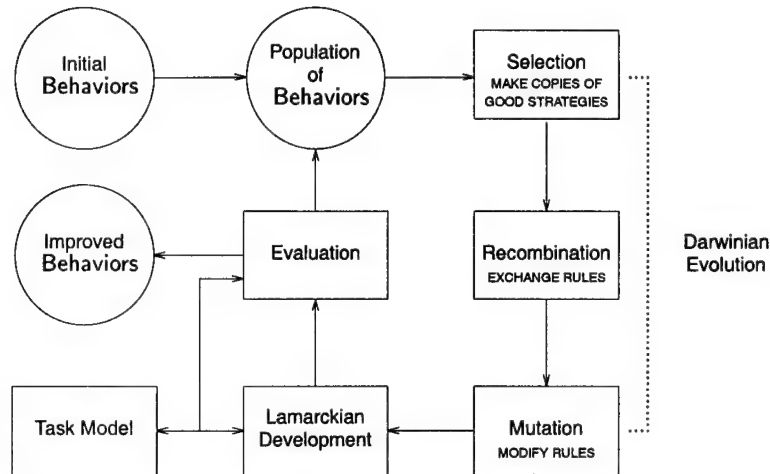 Initial
Behaviors
Population
of
Behaviors
Selection
MAKE COPIES OF
GOOD STRATEGIES
Improved
Behaviors
Evaluation
Recombination
EXCHANGE RULES
Darwinian
Evolution
Task Model
Lamarckian
Development
Mutation
MODIFY RULES